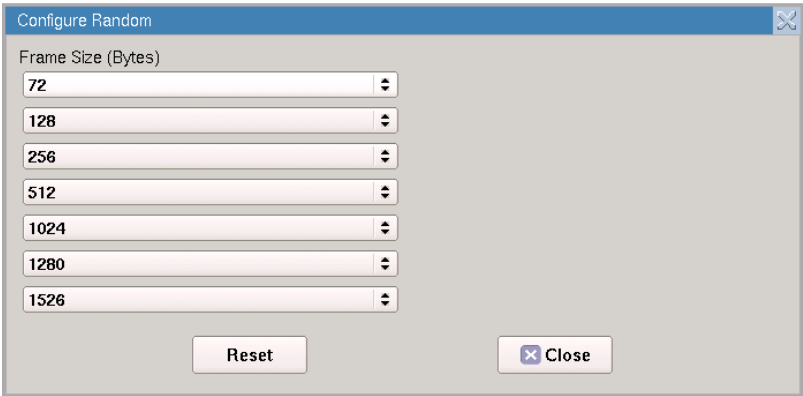 Configure Random
Frame Size (Bytes)
72
128
256
512
1024
1280
1526
Reset
Close